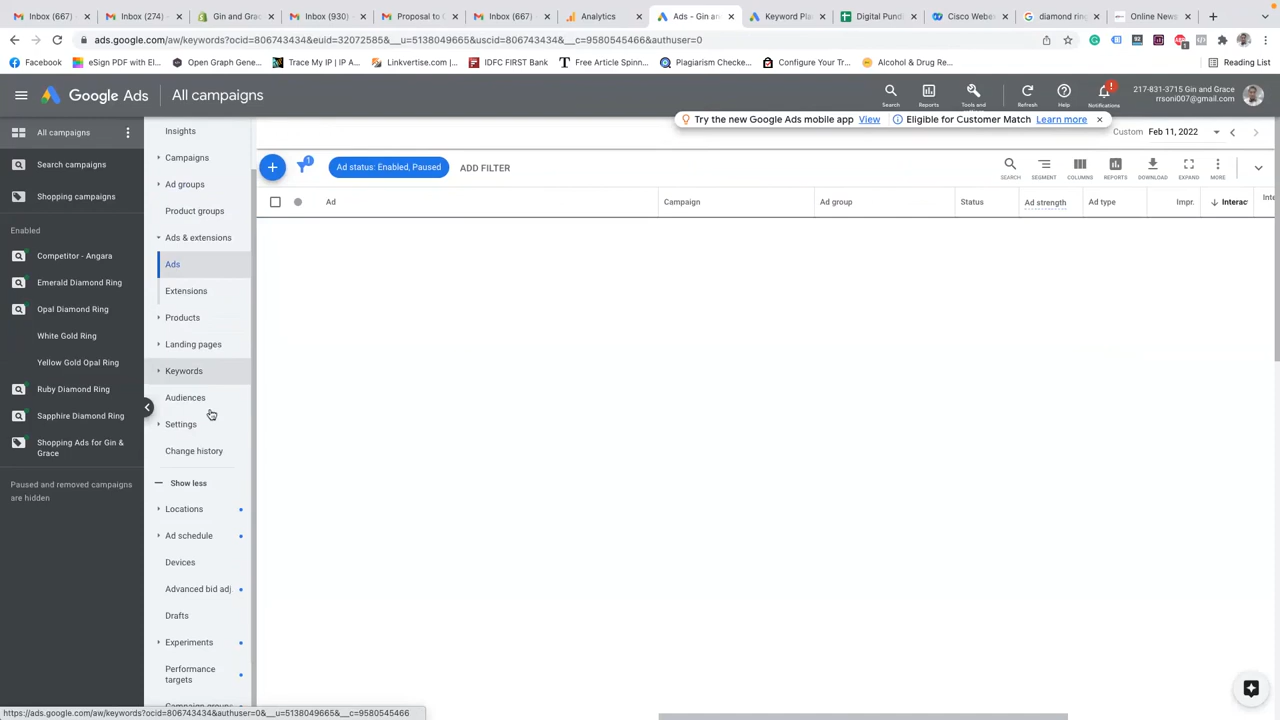 Inbox (667)
Inbox (274)
Gin and Grac
Inbox (930)
Proposal to G
Inbox (667)
Analytics
Ads - Gin an
Keyword Pla
Digital Pund
Cisco Webe
diamond rin
Online News
ads.google.com/aw/keywords?ocid=806743434&euid=32072585&__u=5138049665&uscid=806743434&__c=9580545466&authuser=0
Facebook
eSign PDF with El...
Open Graph Gene...
Trace My IP | IP A...
Linkvertise.com |...
IDFC FIRST Bank
Free Article Spinn...
Plagiarism Checke...
Configure Your Tr...
Alcohol & Drug Re...
Reading List
Google Ads
All campaigns
Search
Reports
Tools and
Refresh
Help
Notifications
217-831-3715 Gin and Grace
rrsoni007@gmail.com
Try the new Google Ads mobile app View
Eligible for Customer Match Learn more
Custom Feb 11, 2022
All campaigns
Search campaigns
Shopping campaigns
Enabled
Competitor - Angara
Emerald Diamond Ring
Opal Diamond Ring
White Gold Ring
Yellow Gold Opal Ring
Ruby Diamond Ring
Sapphire Diamond Ring
Shopping Ads for Gin &
Grace
Paused and removed campaigns
are hidden
Insights
Campaigns
Ad groups
Product groups
Ads & extensions
Ads
Extensions
Products
Landing pages
Keywords
Audiences
Settings
Change history
Show less
Locations
Ad schedule
Devices
Advanced bid adj.
Drafts
Experiments
Performance
targets
Campaign groups
1
Ad status: Enabled, Paused
ADD FILTER
SEARCH
SEGMENT
COLUMNS
REPORTS
DOWNLOAD
EXPAND
MORE
Ad
Campaign
Ad group
Status
Ad strength
Ad type
Impr.
Interac
Inte
https://ads.google.com/aw/keywords?ocid=806743434&authuser=0&__u=5138049665&__c=9580545466